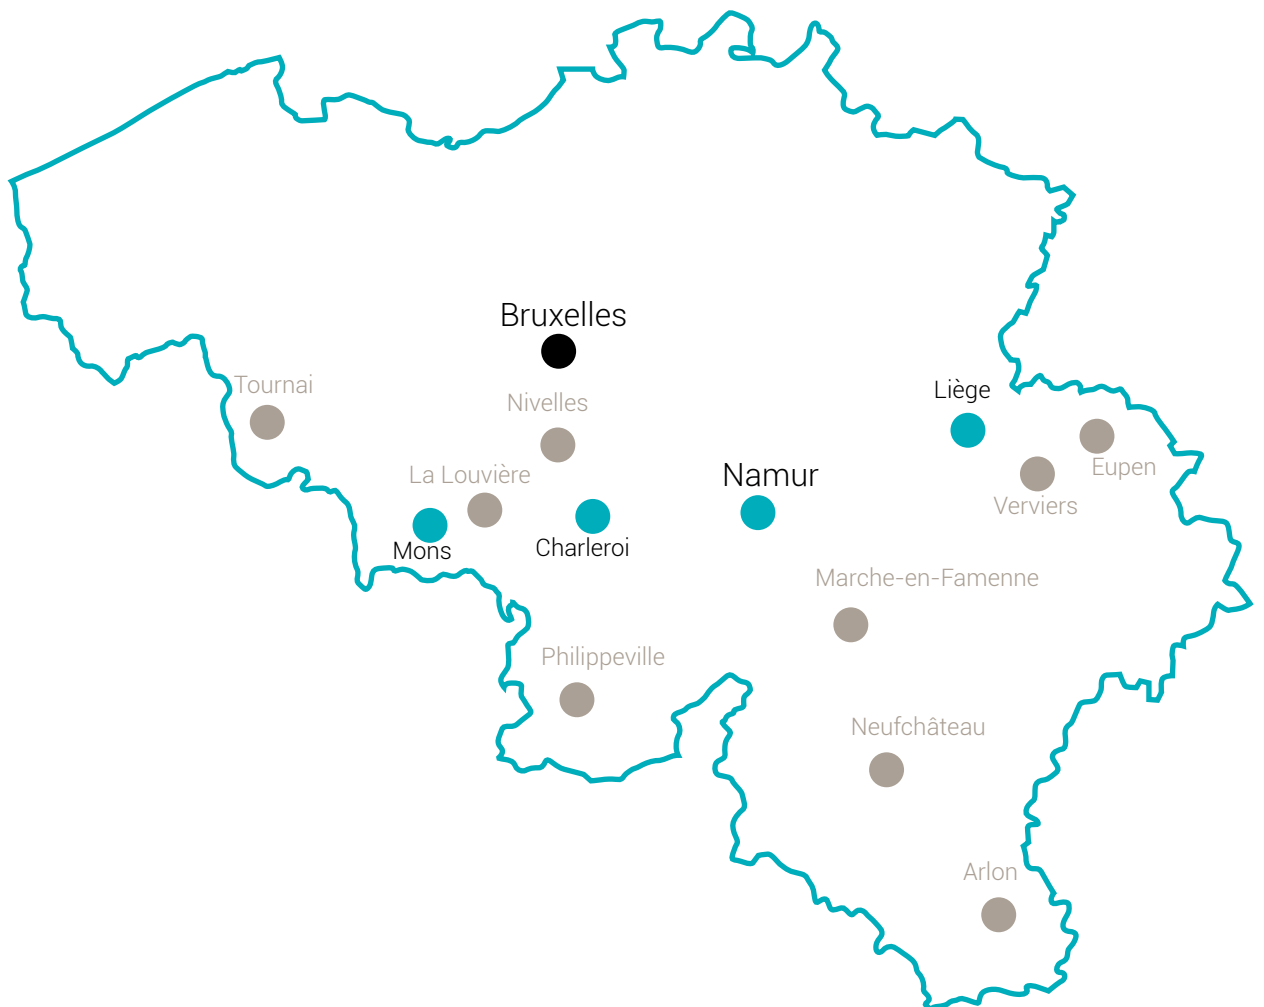 Bruxelles
Tournai
Liège
Nivelles
Eupen
La Louvière
Namur
Verviers
Charleroi
Mons
Marche-en-Famenne
Philippeville
Neufchâteau
Arlon